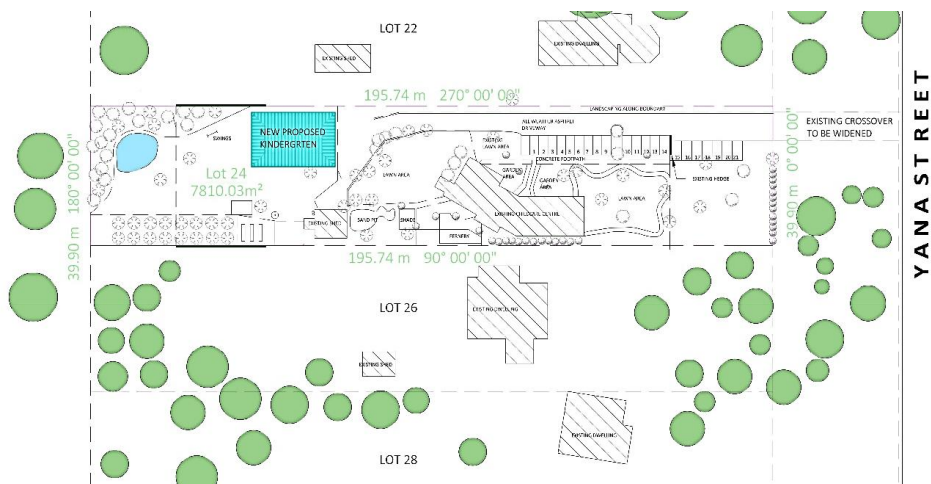 LOT 22
EXISTING DWELLING
EXISTING SHED
195.74 m 270° 00' 00"
LANDSCAPING ALONG BOUNDARY
ALL WEATHER ASPHALT
DRIVEWAY
EXISTING CROSSOVER
TO BE WIDENED
YANA STREET
SWINGS
NEW PROPOSED
KINDERGRTEN
LAWN AREA
1 2 3 4 5 6 7 8 9 10 11 12 13 14
15 16 17 18 19 20 21
CONCRETE FOOTPATH
Lot 24
7810.03m²
LAWN AREA
GARDEN
AREA
GARDEN
AREA
EXISTING HEDGE
LAWN AREA
39.90 m 180° 00' 00"
39.90 m 0° 00' 00"
EXISTING SHED
SAND PIT
SHADE
EXISTING CHILDCARE CENTRE
FERNERY
195.74 m 90° 00' 00"
LOT 26
EXISTING DWELLING
EXISTING SHED
EXISTING DWELLING
LOT 28